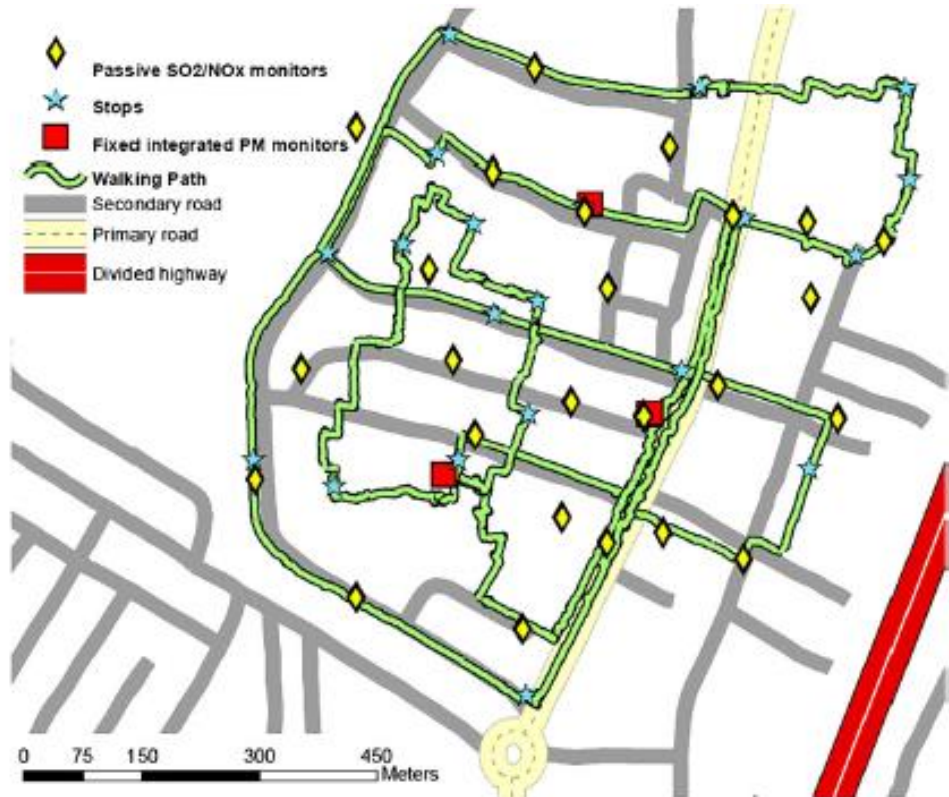 Passive SO2/NOx monitors
Stops
Fixed integrated PM monitors
Walking Path
Secondary road
Primary road
Divided highway
0 75 150 300 450
Meters